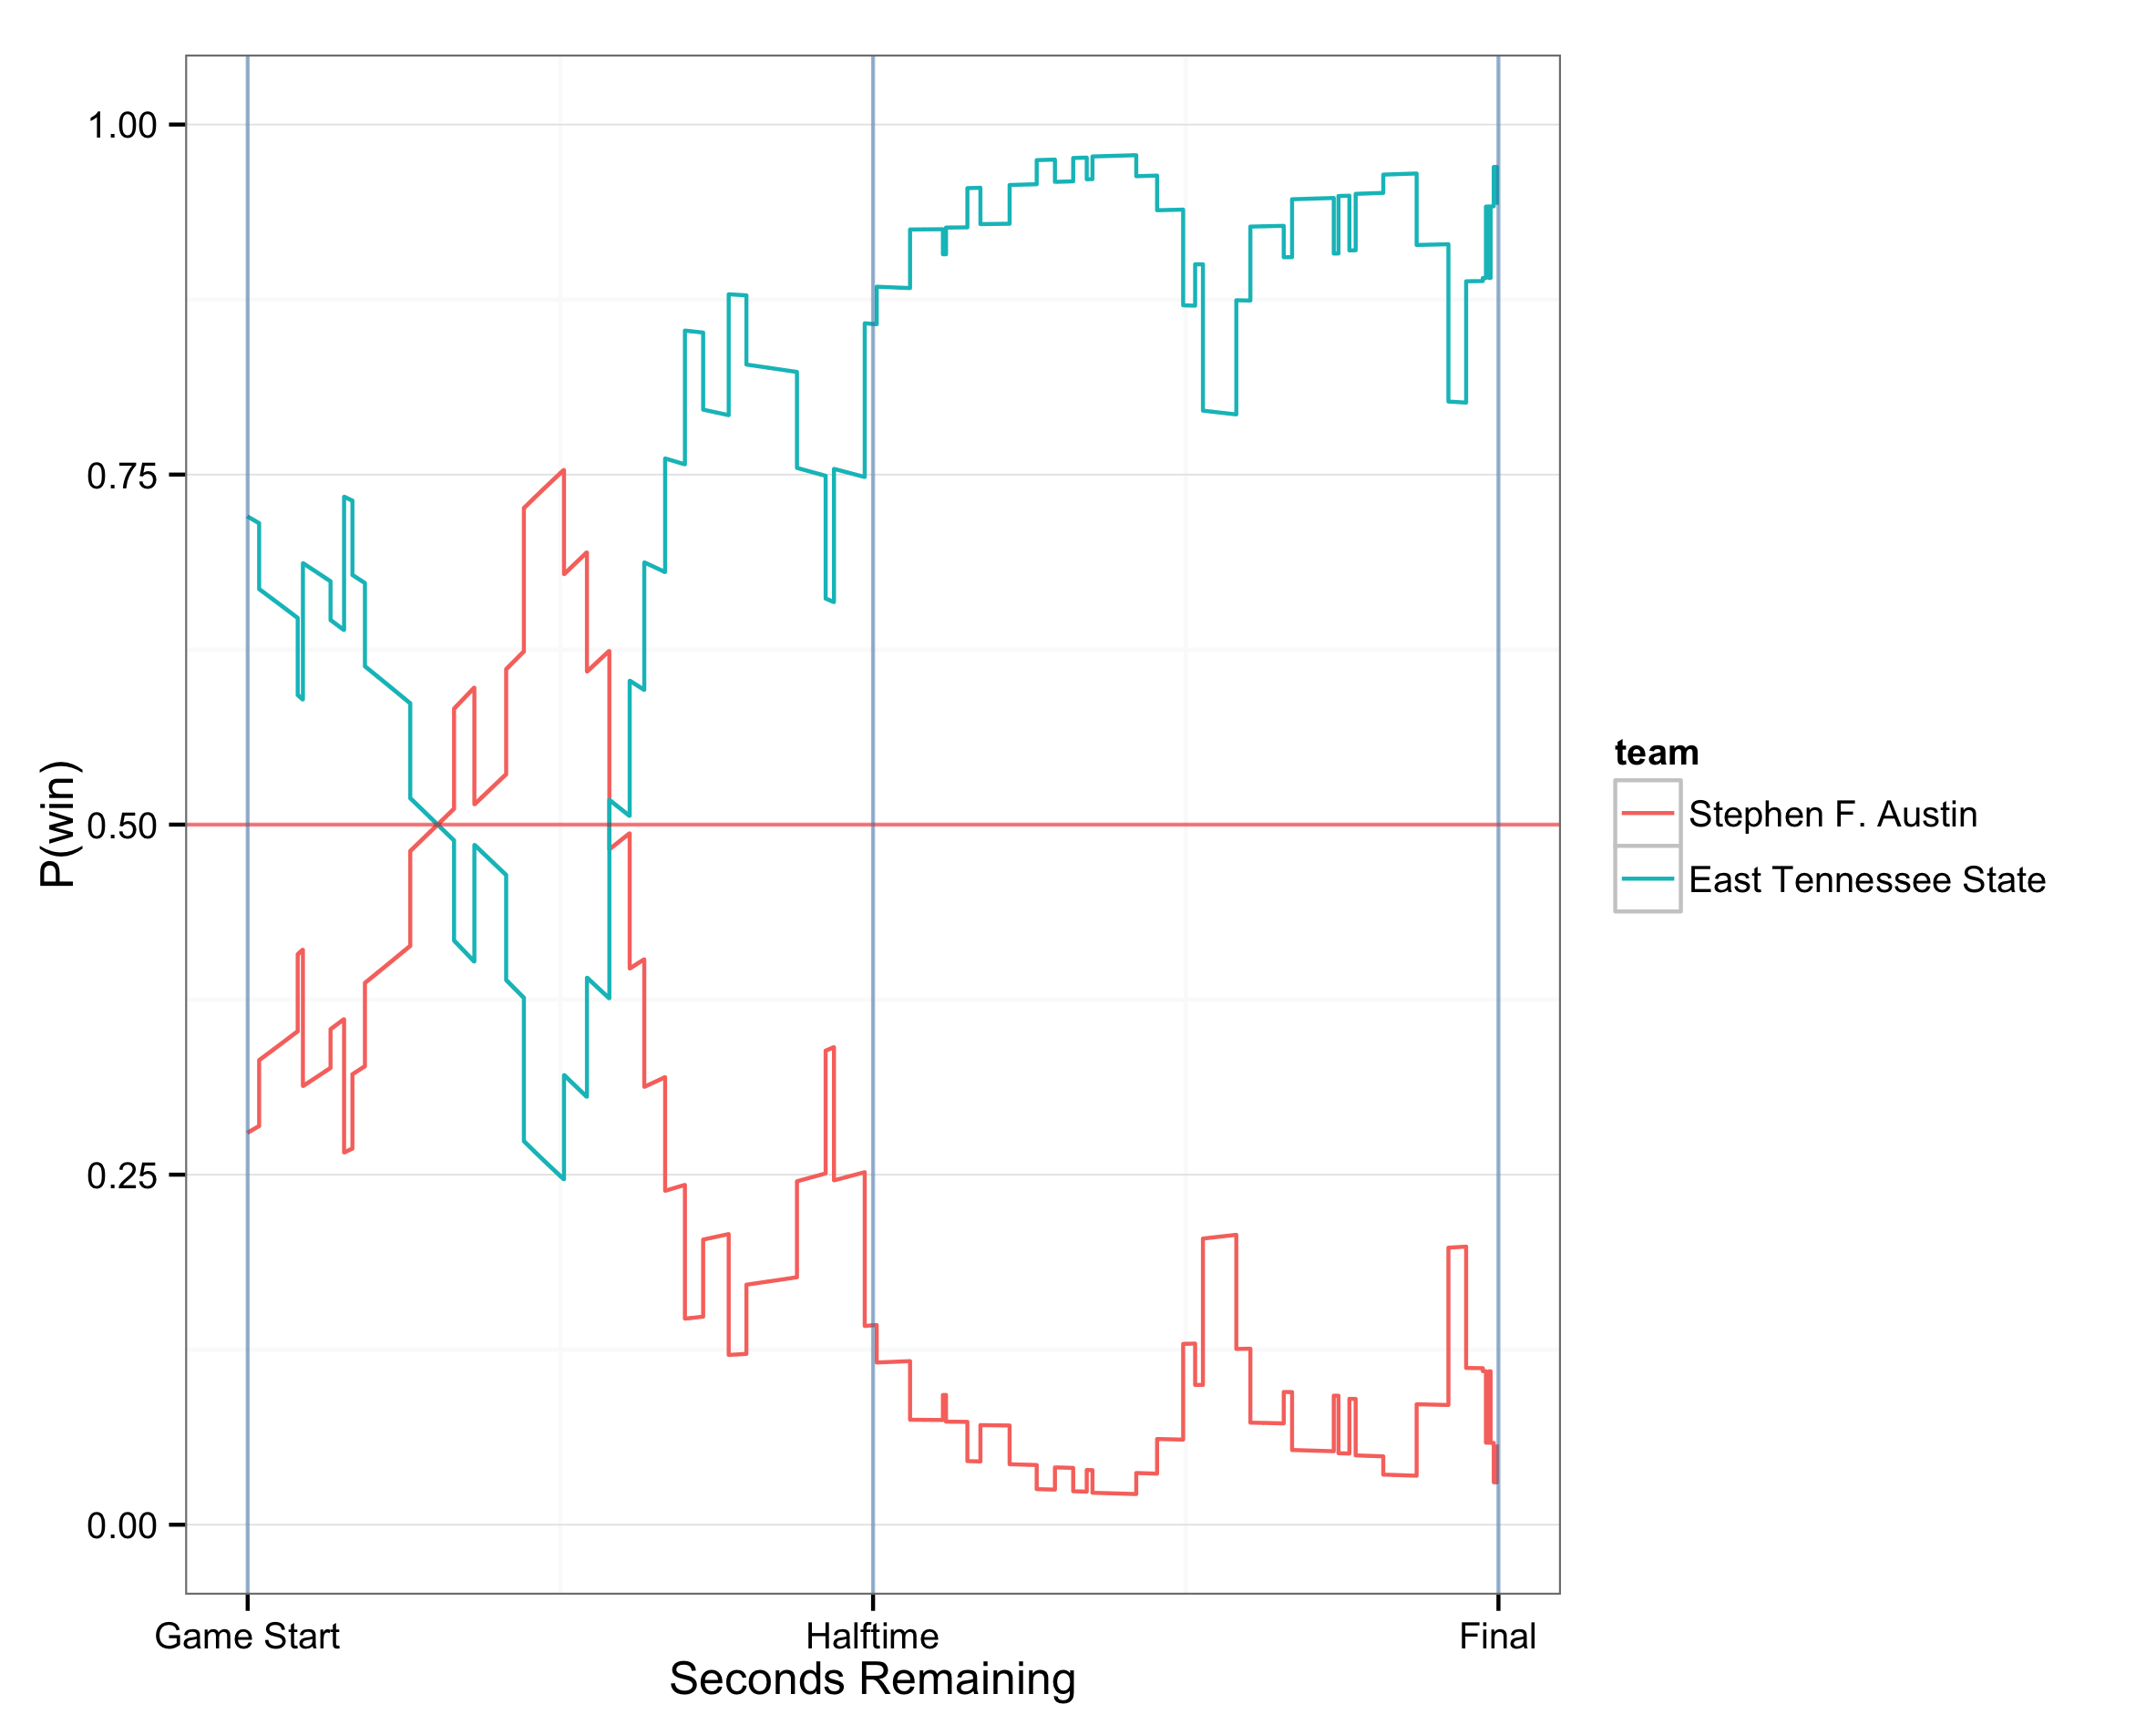 1.00
0.75
0.50
0.25
0.00
P(win)
Game Start
Halftime
Final
Seconds Remaining
team
Stephen F. Austin
East Tennessee State